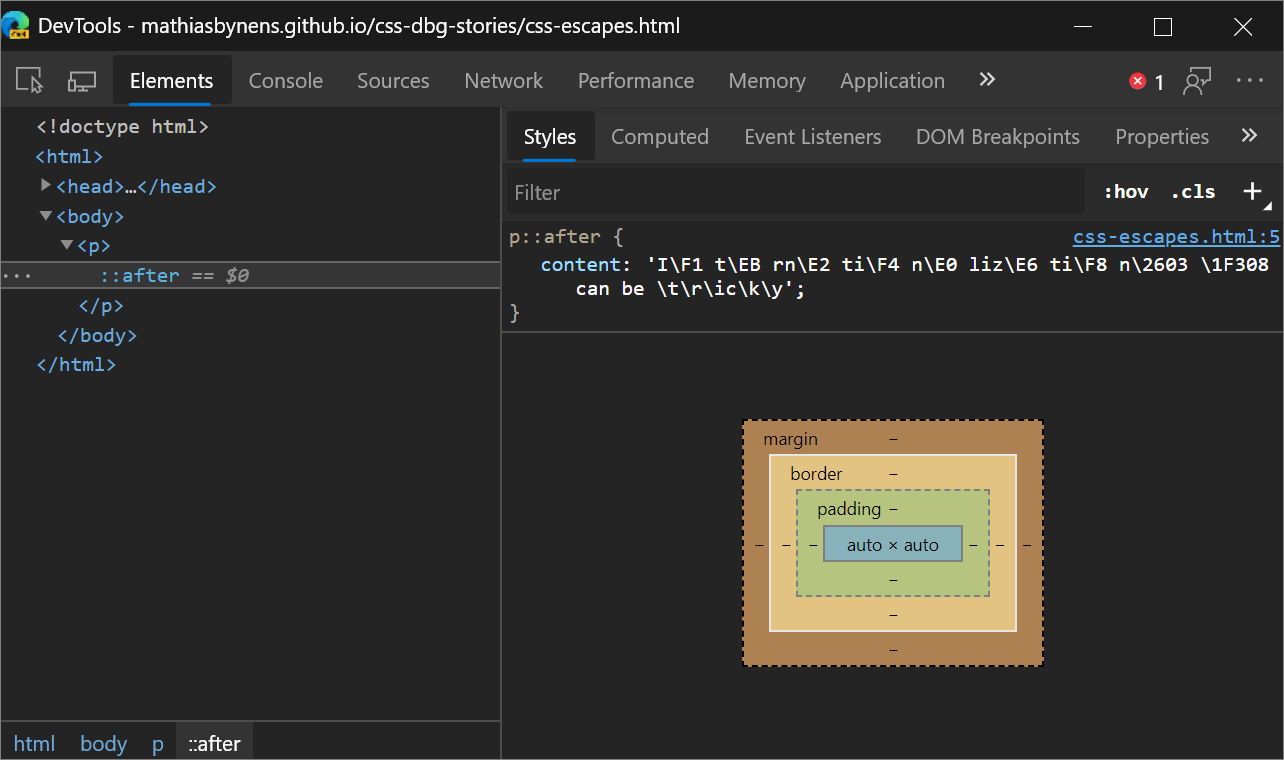 DevTools - mathiasbynens.github.io/css-dbg-stories/css-escapes.html
Elements Console Sources Network Performance Memory Application » 1 ···
<!doctype html>
<html>
<head>…</head>
<body>
<p>
··· ::after == $0
</p>
</body>
</html>
html body p ::after
Styles Computed Event Listeners DOM Breakpoints Properties »
Filter :hov .cls +
p::after { css-escapes.html:5
content: 'I\F1 t\EB rn\E2 ti\F4 n\E0 liz\E6 ti\F8 n\2603 \1F308
can be \t\r\ic\k\y';
}
margin –
border –
padding –
– – – auto × auto – – –
–
–
–